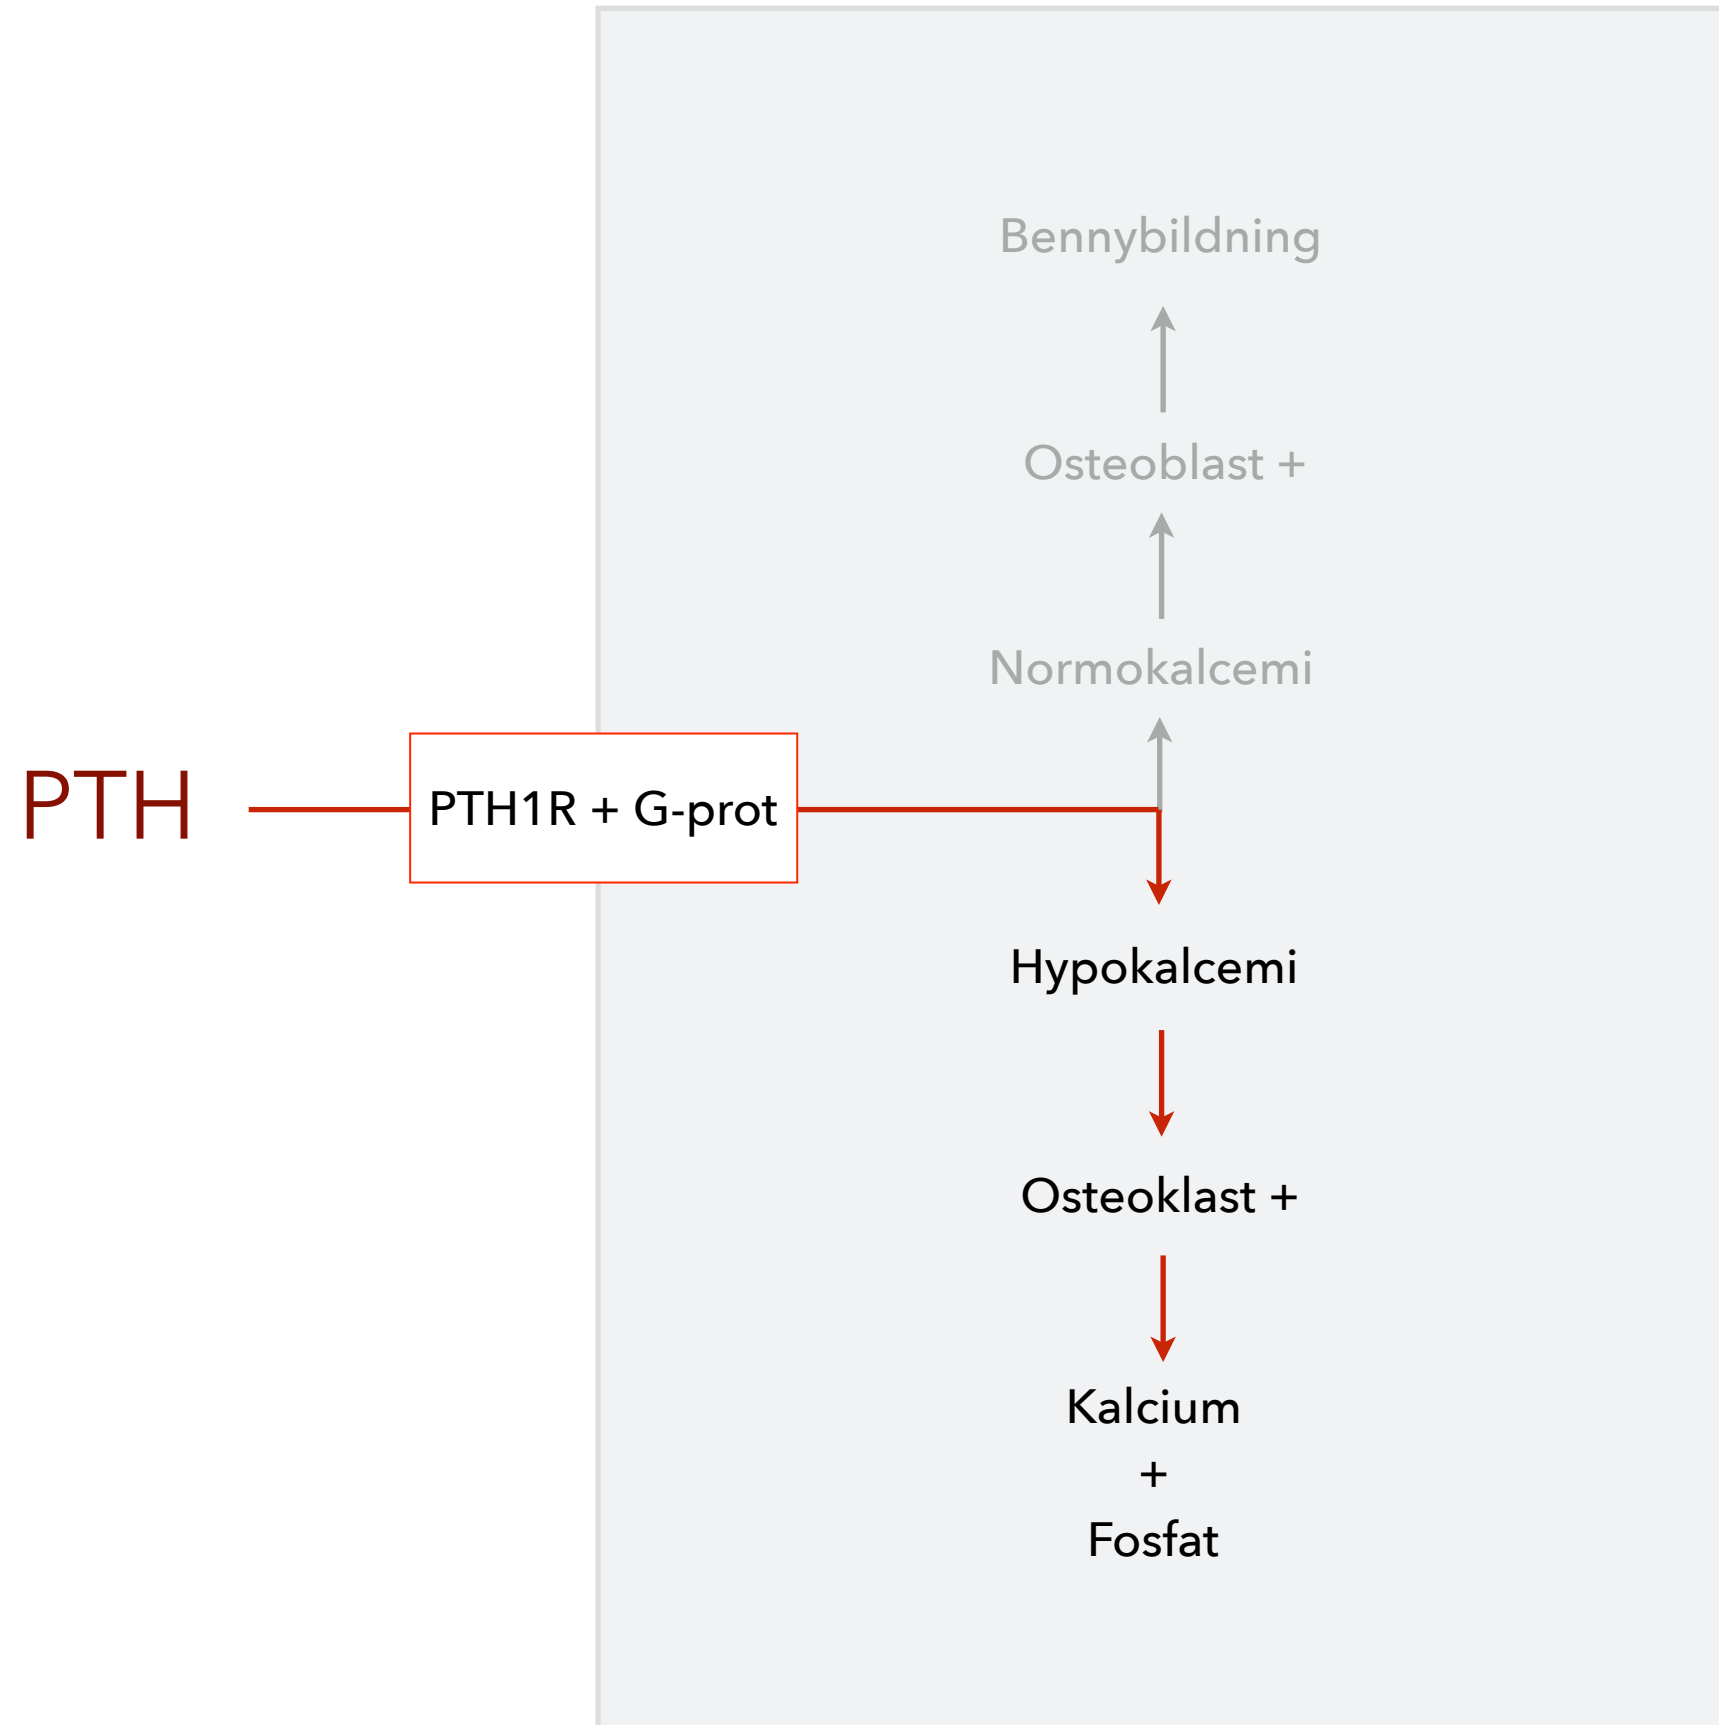 Bennybildning
Osteoblast +
Normokalcemi
PTH
PTH1R + G-prot
Hypokalcemi
Osteoklast +
Kalcium
+
Fosfat